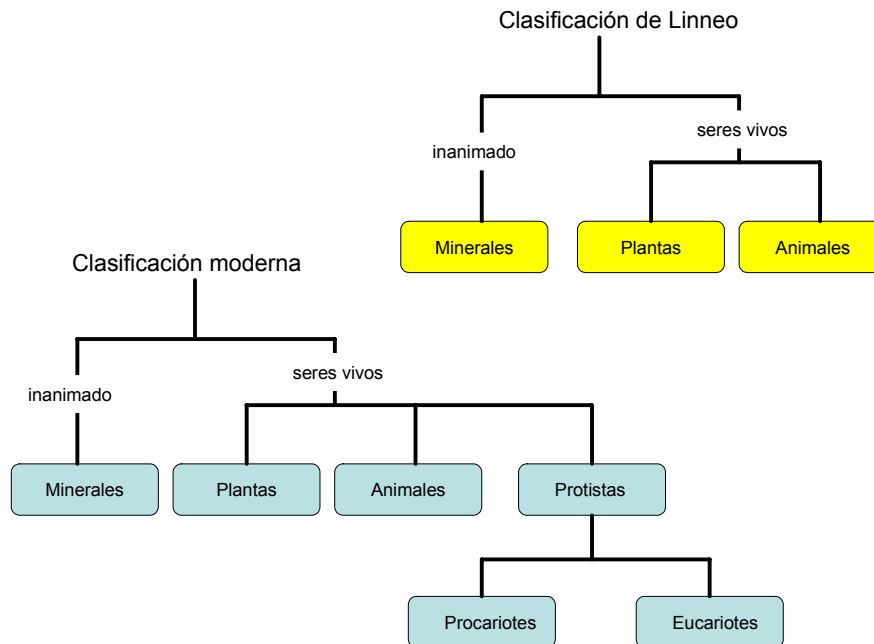 Clasificación de Linneo
inanimado
seres vivos
Minerales
Plantas
Animales
Clasificación moderna
inanimado
seres vivos
Minerales
Plantas
Animales
Protistas
Procariotes
Eucariotes